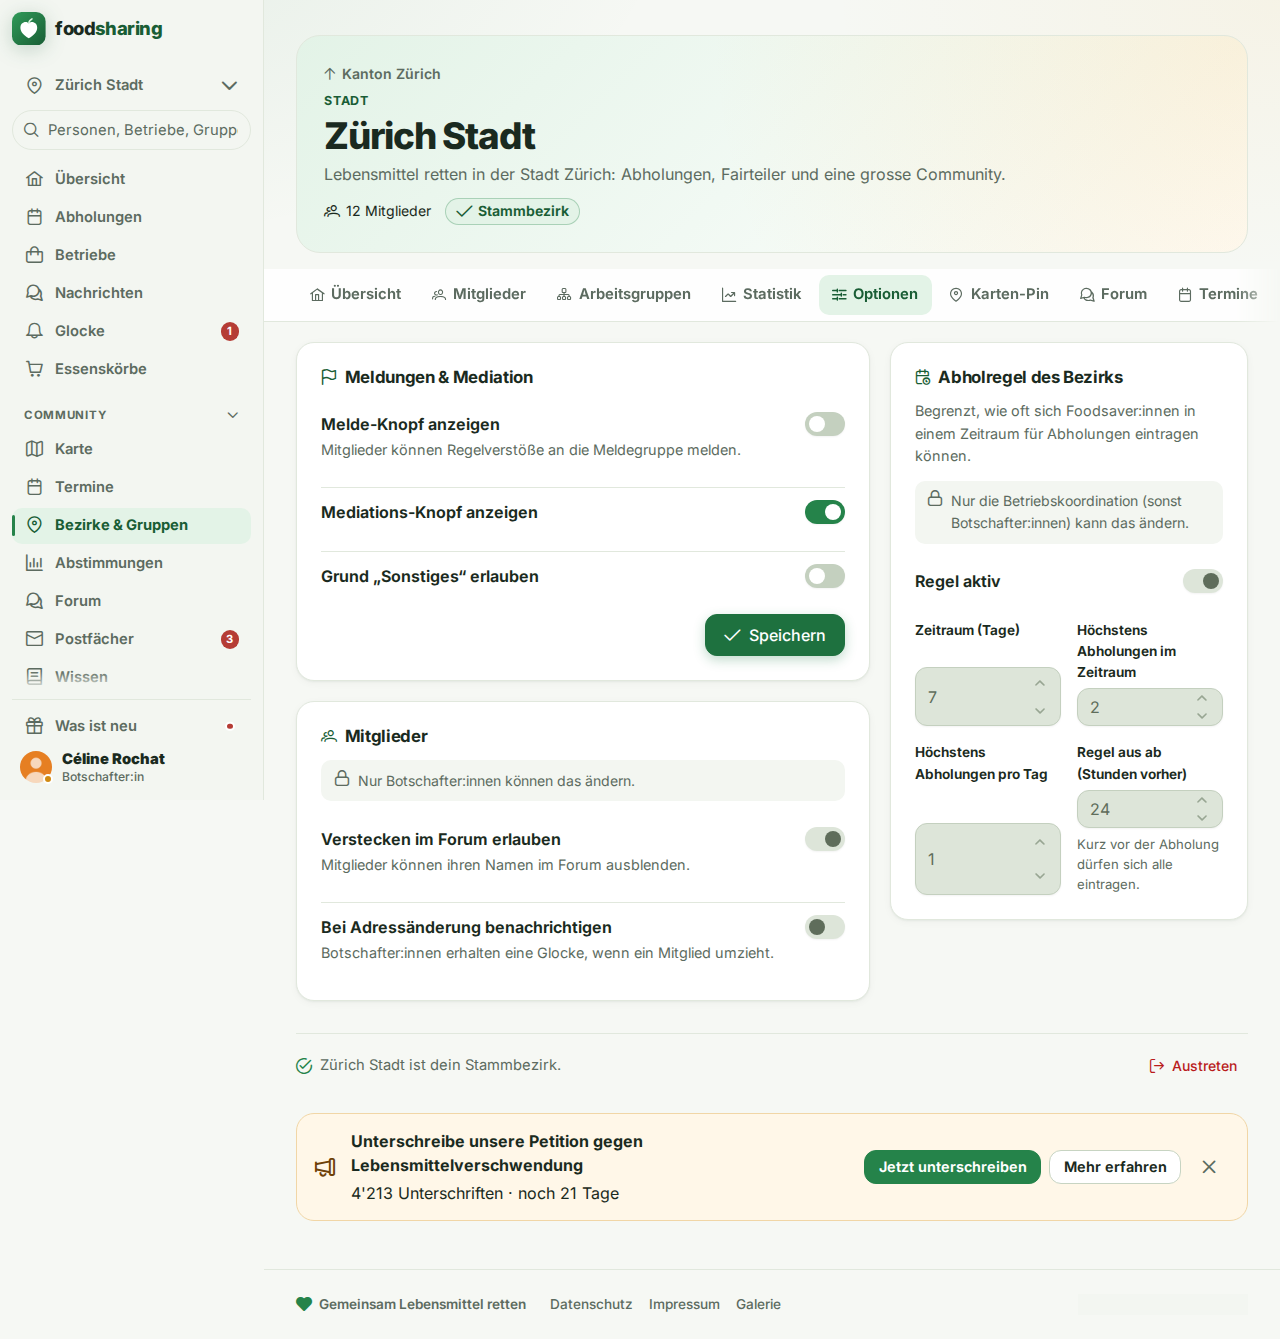 foodsharing
Zürich Stadt
Personen, Betriebe, Grupp
Übersicht
Abholungen
Betriebe
Nachrichten
Glocke 1
Essenskörbe
COMMUNITY
Karte
Termine
Bezirke & Gruppen
Abstimmungen
Forum
Postfächer 3
Wissen
Was ist neu
Céline Rochat
Botschafter:in
Kanton Zürich
STADT
Zürich Stadt
Lebensmittel retten in der Stadt Zürich: Abholungen, Fairteiler und eine grosse Community.
12 Mitglieder Stammbezirk
Übersicht Mitglieder Arbeitsgruppen Statistik Optionen Karten-Pin Forum Termine
Meldungen & Mediation
Melde-Knopf anzeigen
Mitglieder können Regelverstöße an die Meldegruppe melden.
Mediations-Knopf anzeigen
Grund „Sonstiges“ erlauben
Speichern
Mitglieder
Nur Botschafter:innen können das ändern.
Verstecken im Forum erlauben
Mitglieder können ihren Namen im Forum ausblenden.
Bei Adressänderung benachrichtigen
Botschafter:innen erhalten eine Glocke, wenn ein Mitglied umzieht.
Abholregel des Bezirks
Begrenzt, wie oft sich Foodsaver:innen in
einem Zeitraum für Abholungen eintragen
können.
Nur die Betriebskoordination (sonst
Botschafter:innen) kann das ändern.
Regel aktiv
Zeitraum (Tage)
7
Höchstens
Abholungen im
Zeitraum
2
Höchstens
Abholungen pro Tag
1
Regel aus ab
(Stunden vorher)
24
Kurz vor der Abholung
dürfen sich alle
eintragen.
Zürich Stadt ist dein Stammbezirk.
Austreten
Unterschreibe unsere Petition gegen
Lebensmittelverschwendung
4'213 Unterschriften · noch 21 Tage
Jetzt unterschreiben
Mehr erfahren
Gemeinsam Lebensmittel retten Datenschutz Impressum Galerie